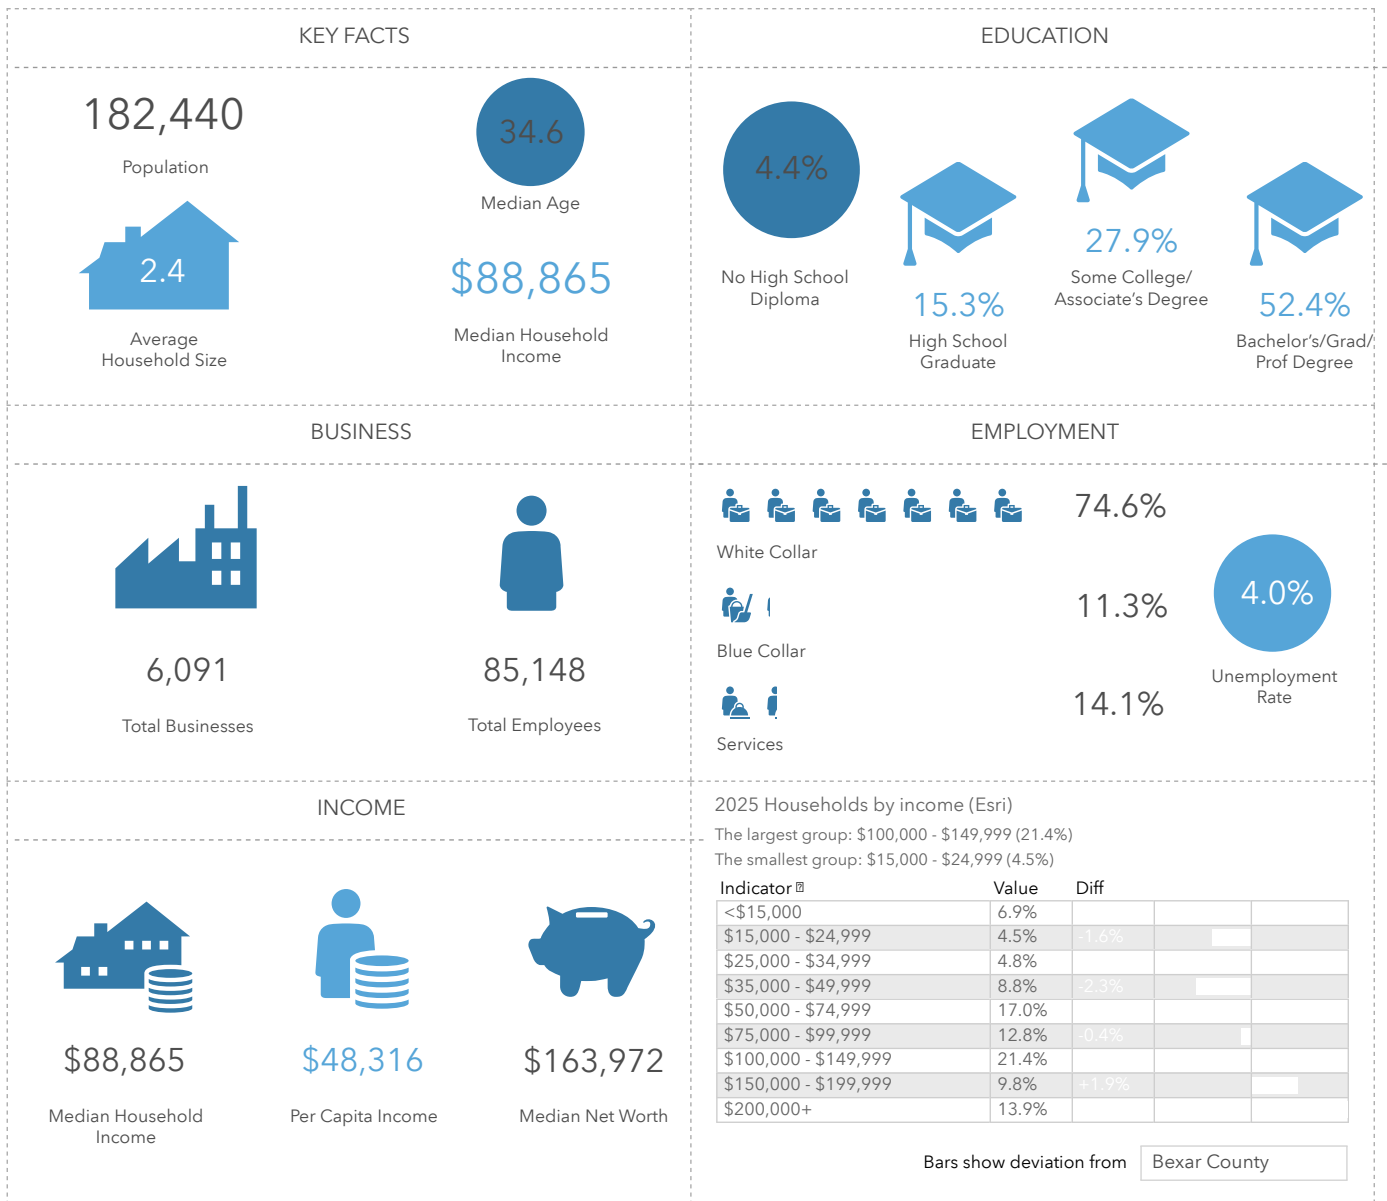 KEY FACTS
182,440
Population
34.6
Median Age
2.4
Average
Household Size
$88,865
Median Household
Income
EDUCATION
4.4%
No High School
Diploma
15.3%
High School
Graduate
27.9%
Some College/
Associate's Degree
52.4%
Bachelor's/Grad/
Prof Degree
BUSINESS
6,091
Total Businesses
85,148
Total Employees
EMPLOYMENT
74.6%
White Collar
11.3%
Blue Collar
14.1%
Services
4.0%
Unemployment
Rate
INCOME
$88,865
Median Household
Income
$48,316
Per Capita Income
$163,972
Median Net Worth
2025 Households by income (Esri)
The largest group: $100,000 - $149,999 (21.4%)
The smallest group: $15,000 - $24,999 (4.5%)
Indicator Value Diff
<$15,000 6.9%
$15,000 - $24,999 4.5% -1.6%
$25,000 - $34,999 4.8%
$35,000 - $49,999 8.8% -2.3%
$50,000 - $74,999 17.0%
$75,000 - $99,999 12.8% -0.4%
$100,000 - $149,999 21.4%
$150,000 - $199,999 9.8% +1.9%
$200,000+ 13.9%
Bars show deviation from Bexar County